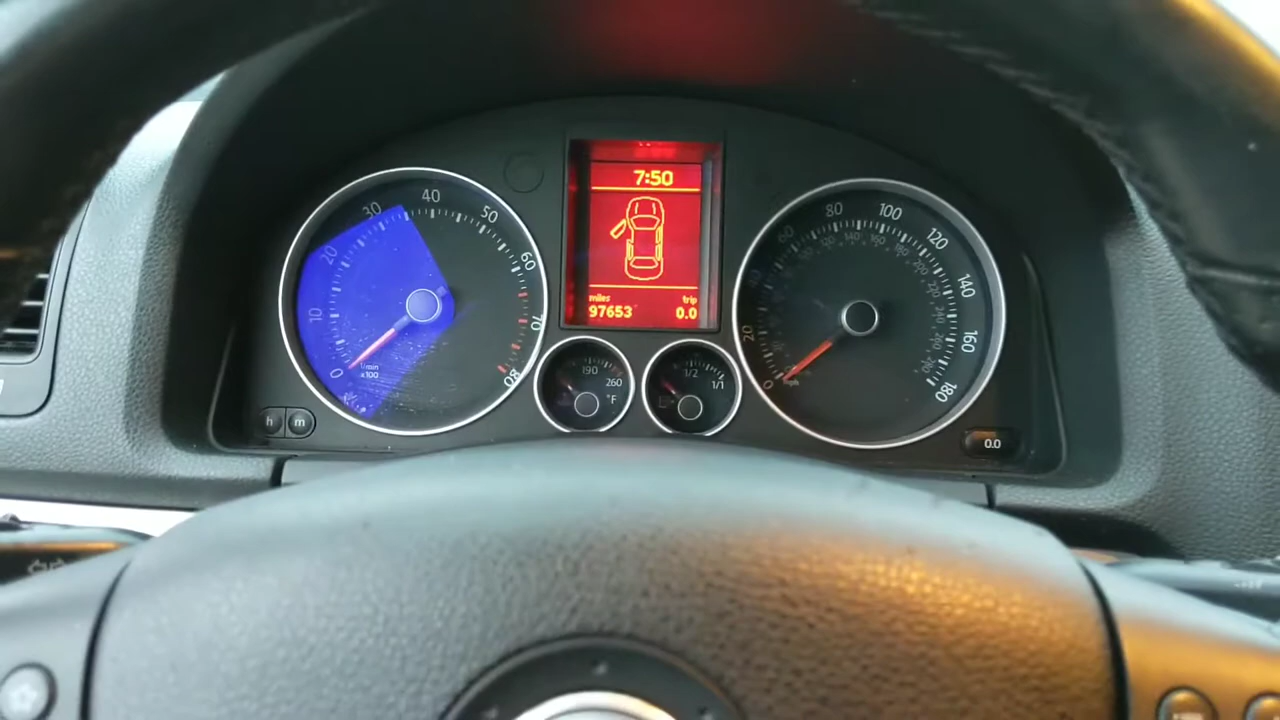 7:50
miles trip
97653 0.0
0 10 20 30 40 50 60 70 80
1/min
x100
190
260
°F
1/2
1/1
0 20 60 80 100 120 140 160 180
mph
h m
0.0